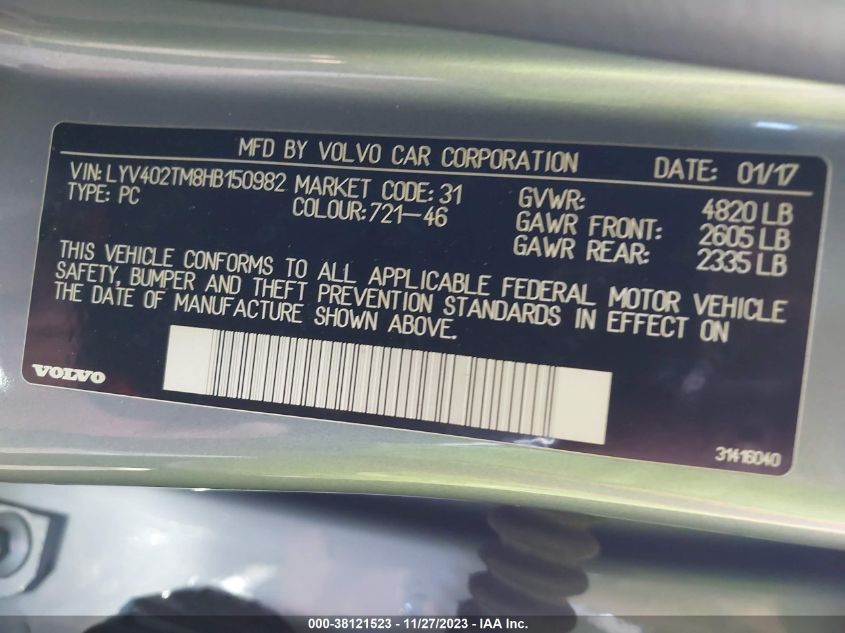 MFD BY VOLVO CAR CORPORATION DATE: 01/17
VIN: LYV402TM8HB150982 MARKET CODE: 31 GVWR: 4820 LB
TYPE: PC COLOUR: 721-46 GAWR FRONT: 2605 LB
GAWR REAR: 2335 LB
THIS VEHICLE CONFORMS TO ALL APPLICABLE FEDERAL MOTOR VEHICLE
SAFETY, BUMPER AND THEFT PREVENTION STANDARDS IN EFFECT ON
THE DATE OF MANUFACTURE SHOWN ABOVE.
VOLVO
31416040
000-38121523 - 11/27/2023 - IAA Inc.